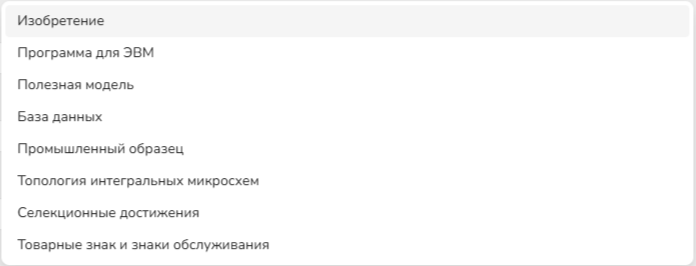 Изобретение
Программа для ЭВМ
Полезная модель
База данных
Промышленный образец
Топология интегральных микросхем
Селекционные достижения
Товарные знак и знаки обслуживания